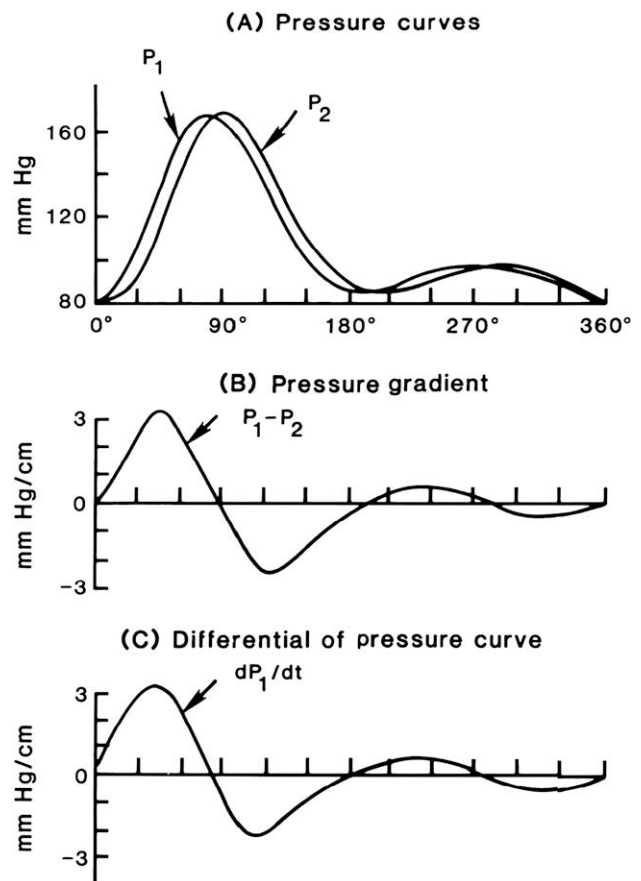 (A) Pressure curves
P1
P2
mm Hg
160
120
80
0°
90°
180°
270°
360°
(B) Pressure gradient
P1-P2
mm Hg/cm
3
0
-3
(C) Differential of pressure curve
dP1/dt
mm Hg/cm
3
0
-3